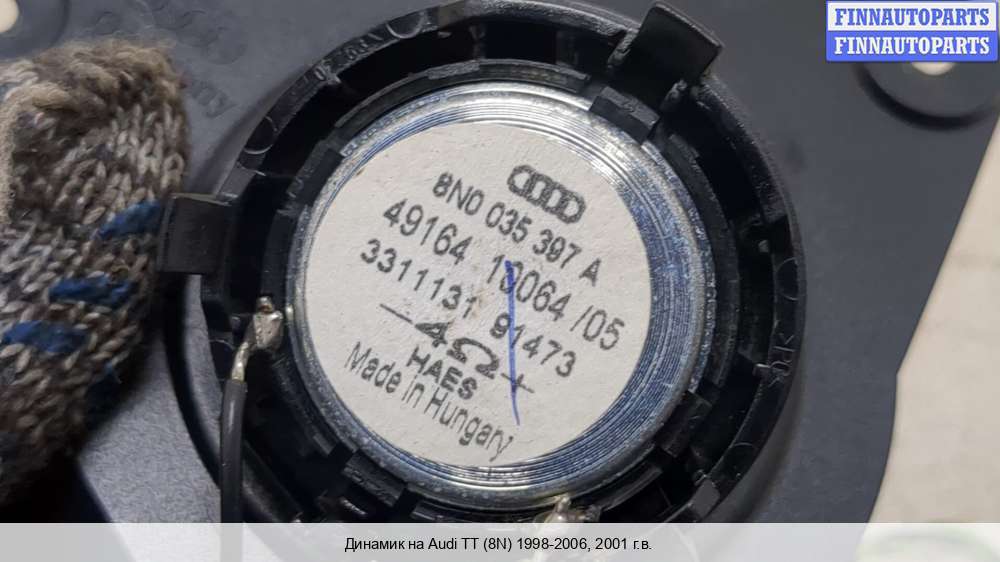 FINNAUTOPARTS
FINNAUTOPARTS
8N0 035 397 A
49164 10064 /05
3311131 91473
-4Ω+
HAES
Made in Hungary
Динамик на Audi TT (8N) 1998-2006, 2001 г.в.